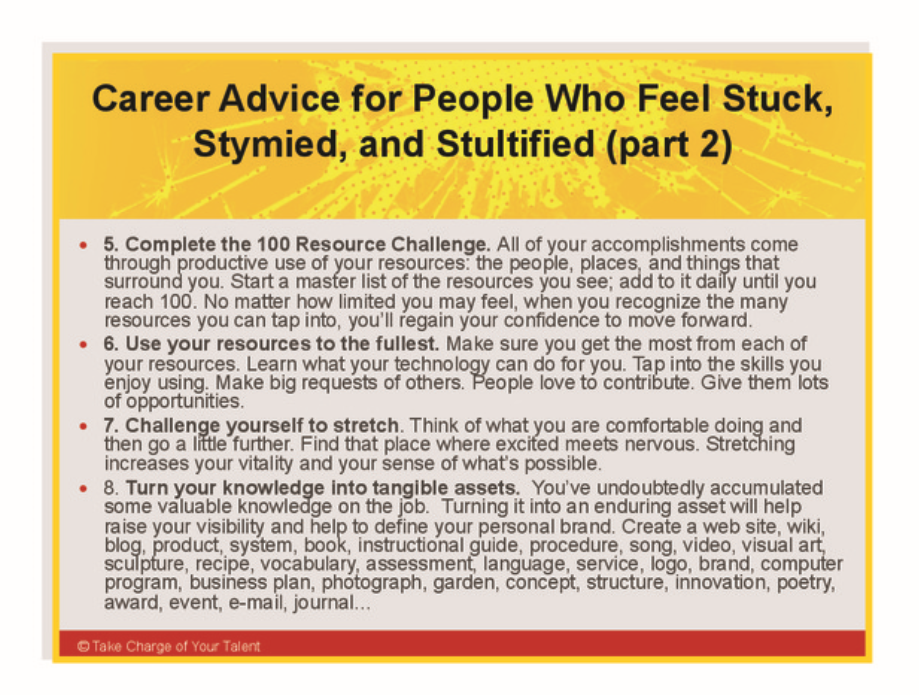 Career Advice for People Who Feel Stuck,
Stymied, and Stultified (part 2)
• 5. Complete the 100 Resource Challenge. All of your accomplishments come
through productive use of your resources: the people, places, and things that
surround you. Start a master list of the resources you see; add to it daily until you
reach 100. No matter how limited you may feel, when you recognize the many
resources you can tap into, you'll regain your confidence to move forward.
• 6. Use your resources to the fullest. Make sure you get the most from each of
your resources. Learn what your technology can do for you. Tap into the skills you
enjoy using. Make big requests of others. People love to contribute. Give them lots
of opportunities.
• 7. Challenge yourself to stretch. Think of what you are comfortable doing and
then go a little further. Find that place where excited meets nervous. Stretching
increases your vitality and your sense of what's possible.
• 8. Turn your knowledge into tangible assets. You've undoubtedly accumulated
some valuable knowledge on the job. Turning it into an enduring asset will help
raise your visibility and help to define your personal brand. Create a web site, wiki,
blog, product, system, book, instructional guide, procedure, song, video, visual art,
sculpture, recipe, vocabulary, assessment, language, service, logo, brand, computer
program, business plan, photograph, garden, concept, structure, innovation, poetry,
award, event, e-mail, journal...
© Take Charge of Your Talent